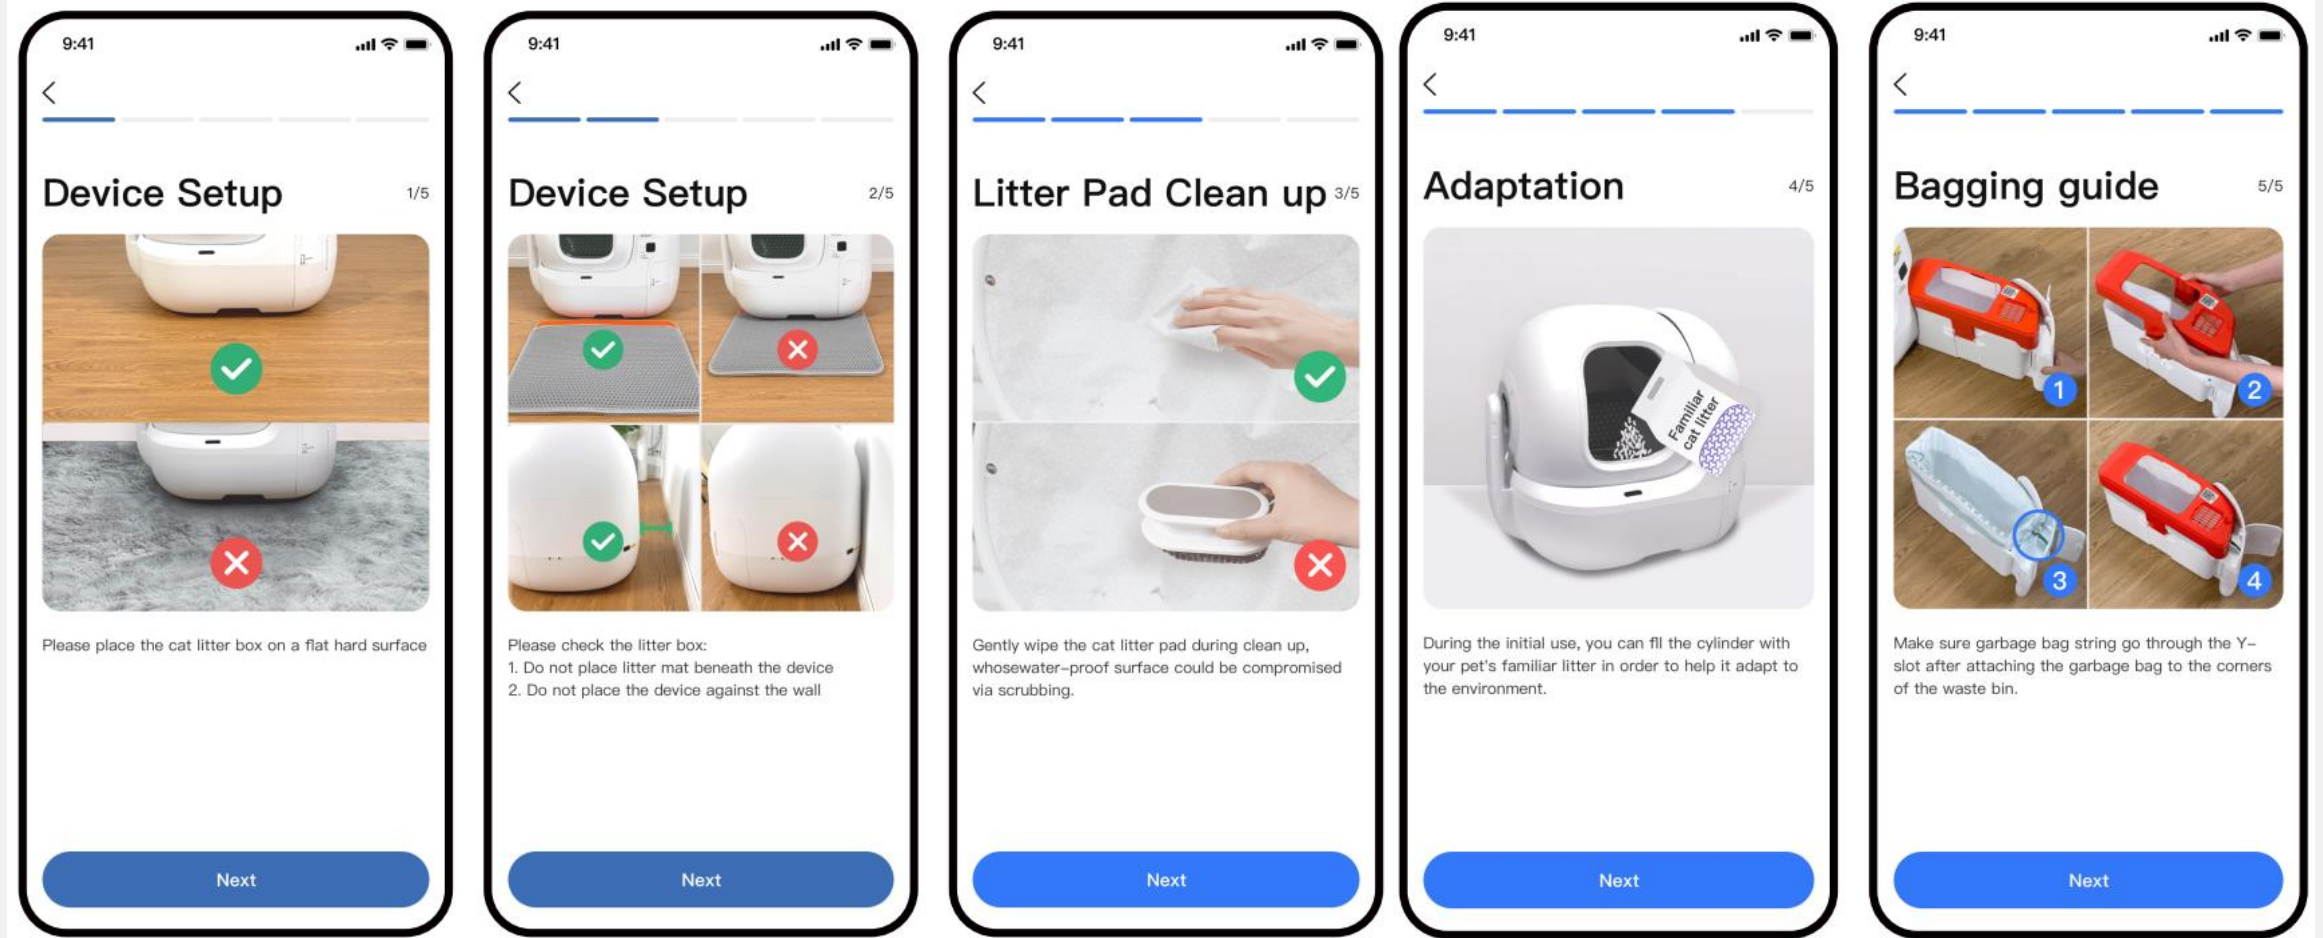 9:41
Device Setup
1/5
Please place the cat litter box on a flat hard surface
Next
9:41
Device Setup
2/5
Please check the litter box:
1. Do not place litter mat beneath the device
2. Do not place the device against the wall
Next
9:41
Litter Pad Clean up
3/5
Gently wipe the cat litter pad during clean up,
whosewater-proof surface could be compromised
via scrubbing.
Next
9:41
Adaptation
4/5
Familiar
cat litter
During the initial use, you can fll the cylinder with
your pet's familiar litter in order to help it adapt to
the environment.
Next
9:41
Bagging guide
5/5
1
2
3
4
Make sure garbage bag string go through the Y-
slot after attaching the garbage bag to the corners
of the waste bin.
Next